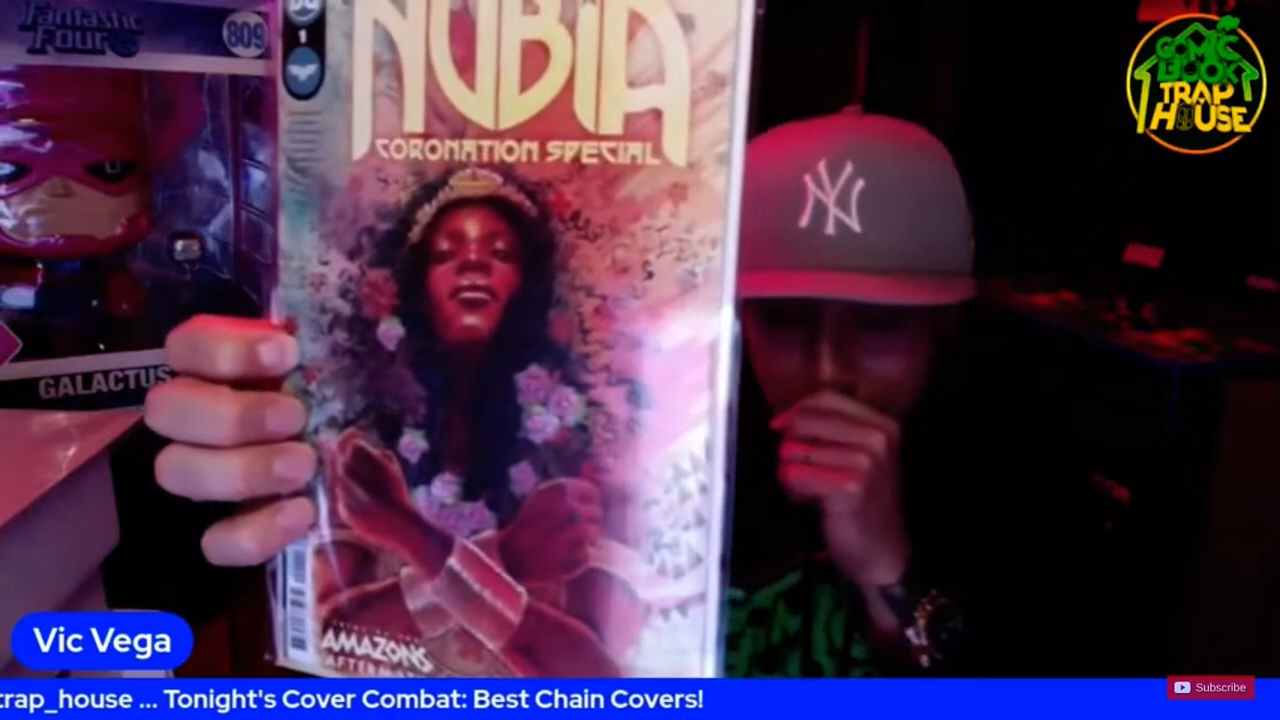 Fantastic
Four
809
GALACTUS
1
NUBIA
CORONATION SPECIAL
AMAZONS
NY
COMIC
BOOK
TRAP
HOUSE
Vic Vega
trap_house ... Tonight's Cover Combat: Best Chain Covers!
Subscribe